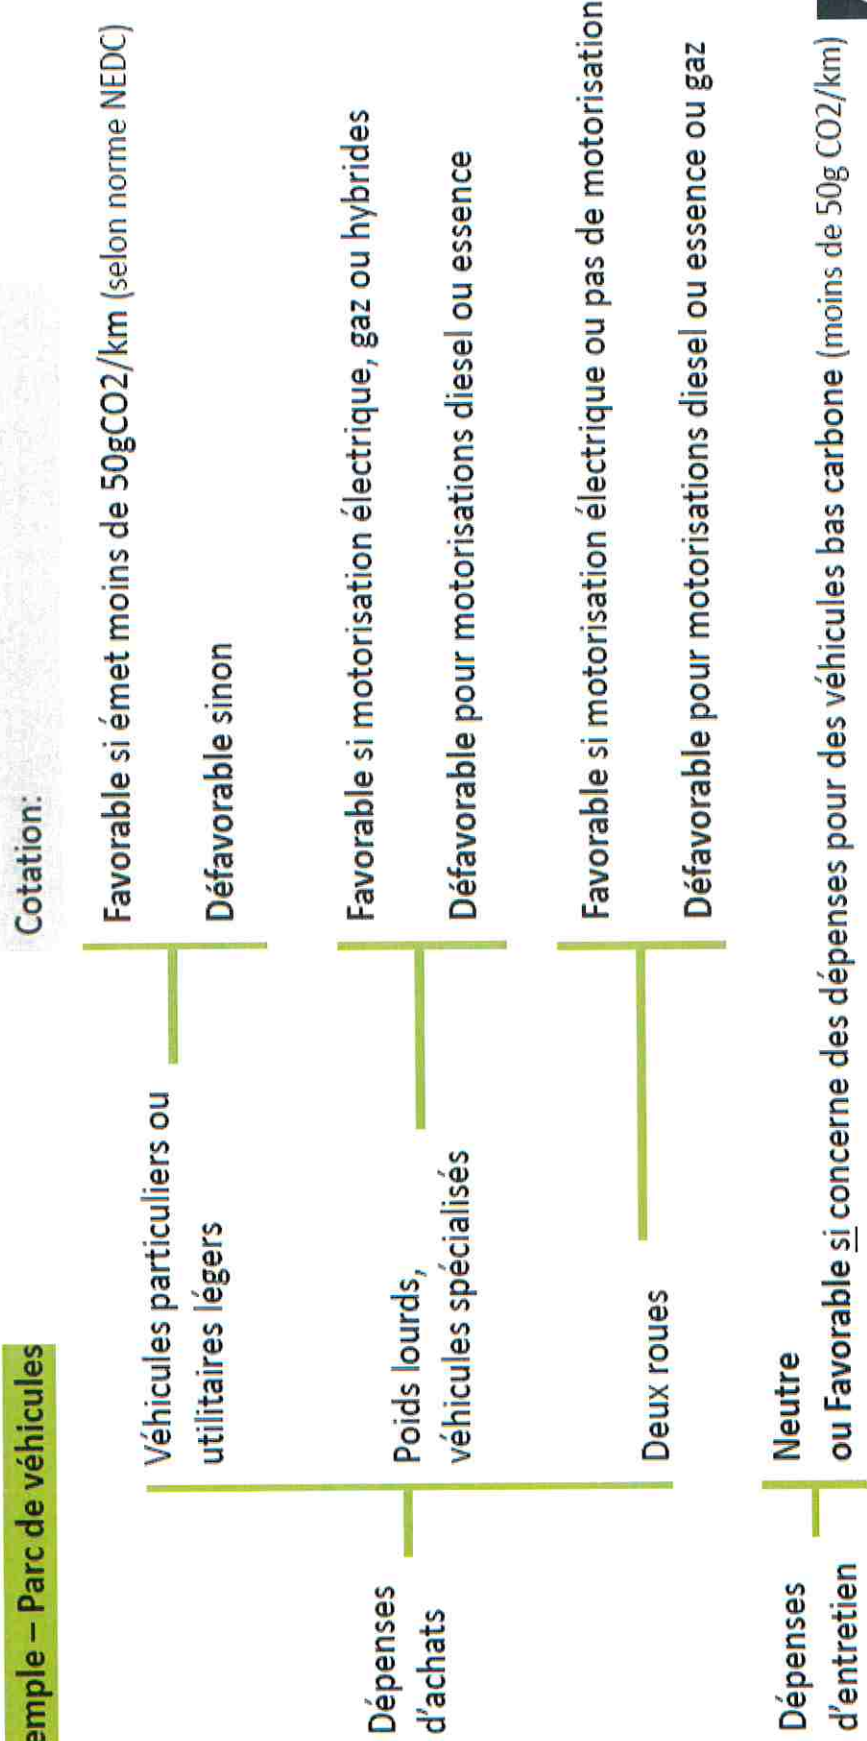 emple – Parc de véhicules
Cotation:
Dépenses
d'achats
Véhicules particuliers ou
utilitaires légers
Favorable si émet moins de 50gCO2/km (selon norme NEDC)
Défavorable sinon
Poids lourds,
véhicules spécialisés
Favorable si motorisation électrique, gaz ou hybrides
Défavorable pour motorisations diesel ou essence
Deux roues
Favorable si motorisation électrique ou pas de motorisation
Défavorable pour motorisations diesel ou essence ou gaz
Dépenses
d'entretien
Neutre
ou Favorable si concerne des dépenses pour des véhicules bas carbone (moins de 50g CO2/km)